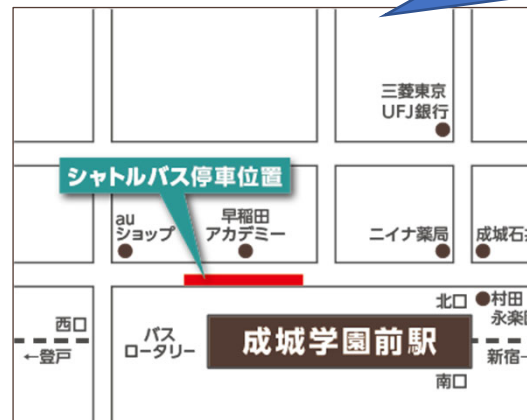 三菱東京
UFJ銀行
シャトルバス停車位置
au
ショップ
早稲田
アカデミー
ニイナ薬局
成城石
北口
村田
永楽
西口
←登戸
バス
ロータリー
成城学園前駅
新宿
南口